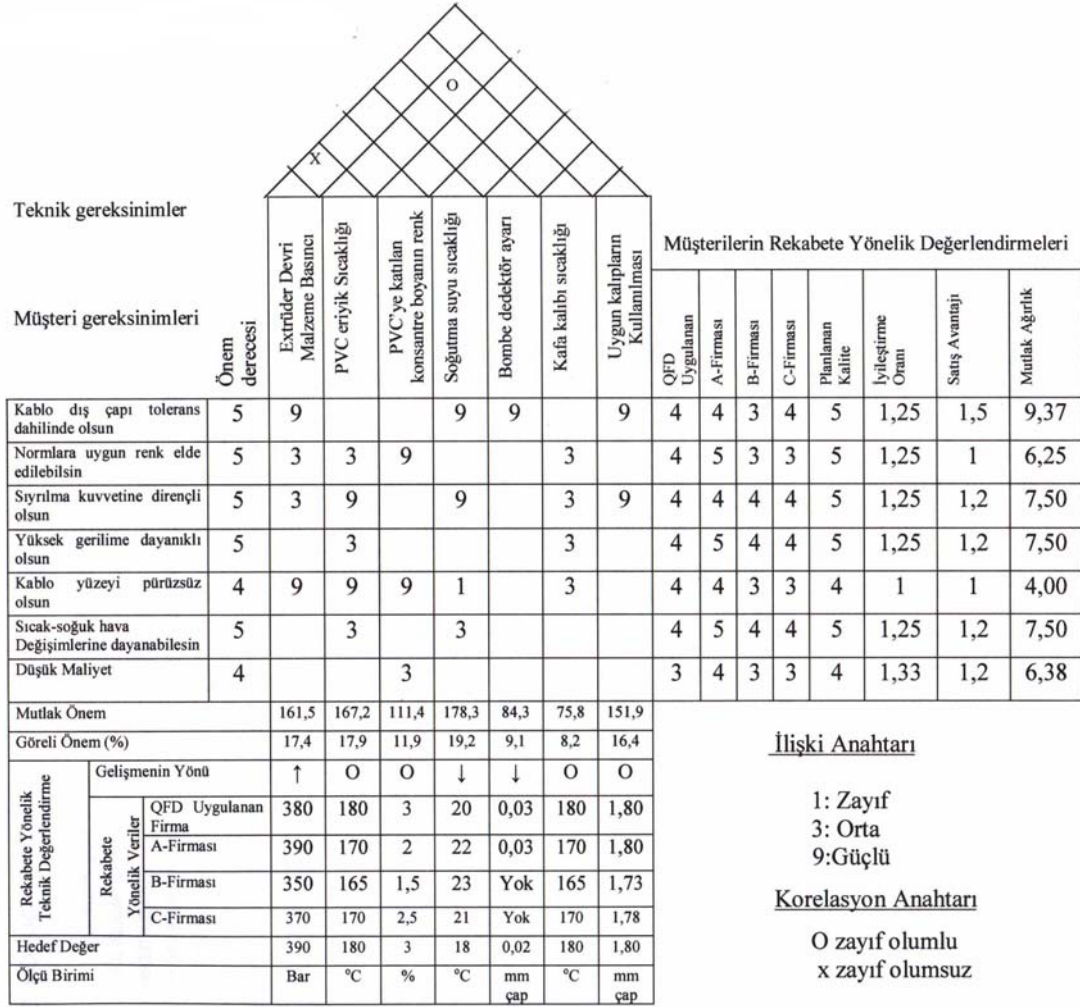 O
X
Teknik gereksinimler
Müşteri gereksinimleri
Önem derecesi
Extrüder Devri Malzeme Basıncı
PVC eriyik Sıcaklığı
PVC'ye katılan konsantre boyanın renk
Soğutma suyu sıcaklığı
Bombe dedektör ayarı
Kafa kalıbı sıcaklığı
Uygun kalıpların Kullanılması
Müşterilerin Rekabete Yönelik Değerlendirmeleri
QFD Uygulanan
A-Firması
B-Firması
C-Firması
Planlanan Kalite
İyileştirme Oranı
Satış Avantajı
Mutlak Ağırlık
Kablo dış çapı tolerans dahilinde olsun 5 9 9 9 9 4 4 3 4 5 1,25 1,5 9,37
Normlara uygun renk elde edilebilsin 5 3 3 9 3 4 5 3 3 5 1,25 1 6,25
Sıyrılma kuvvetine dirençli olsun 5 3 9 9 3 9 4 4 4 4 5 1,25 1,2 7,50
Yüksek gerilime dayanıklı olsun 5 3 3 4 5 4 4 5 1,25 1,2 7,50
Kablo yüzeyi pürüzsüz olsun 4 9 9 9 1 3 4 4 3 3 4 1 1 4,00
Sıcak-soğuk hava Değişimlerine dayanabilesin 5 3 3 4 5 4 4 5 1,25 1,2 7,50
Düşük Maliyet 4 3 3 4 3 3 4 1,33 1,2 6,38
Mutlak Önem 161,5 167,2 111,4 178,3 84,3 75,8 151,9
Göreli Önem (%) 17,4 17,9 11,9 19,2 9,1 8,2 16,4
Rekabete Yönelik Teknik Değerlendirme
Gelişmenin Yönü ↑ O O ↓ ↓ O O
Rekabete Yönelik Veriler
QFD Uygulanan Firma 380 180 3 20 0,03 180 1,80
A-Firması 390 170 2 22 0,03 170 1,80
B-Firması 350 165 1,5 23 Yok 165 1,73
C-Firması 370 170 2,5 21 Yok 170 1,78
Hedef Değer 390 180 3 18 0,02 180 1,80
Ölçü Birimi Bar °C % °C mm çap °C mm çap
İlişki Anahtarı
1: Zayıf
3: Orta
9:Güçlü
Korelasyon Anahtarı
O zayıf olumlu
x zayıf olumsuz